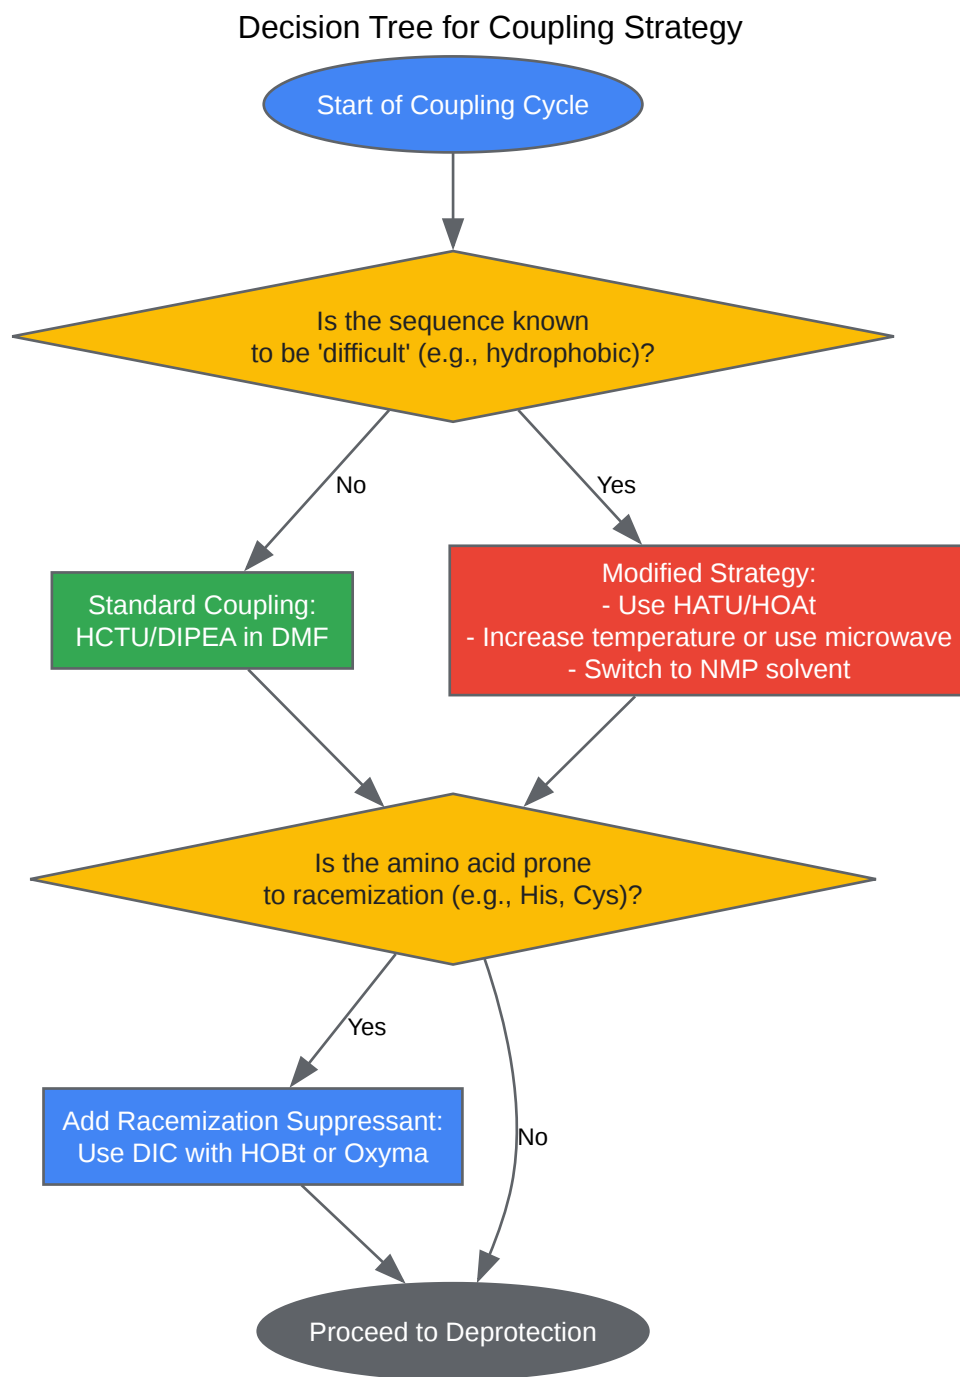 Decision Tree for Coupling Strategy
Start of Coupling Cycle
Is the sequence known
to be 'difficult' (e.g., hydrophobic)?
No
Yes
Standard Coupling:
HCTU/DIPEA in DMF
Modified Strategy:
- Use HATU/HOAt
- Increase temperature or use microwave
- Switch to NMP solvent
Is the amino acid prone
to racemization (e.g., His, Cys)?
Yes
No
Add Racemization Suppressant:
Use DIC with HOBt or Oxyma
Proceed to Deprotection